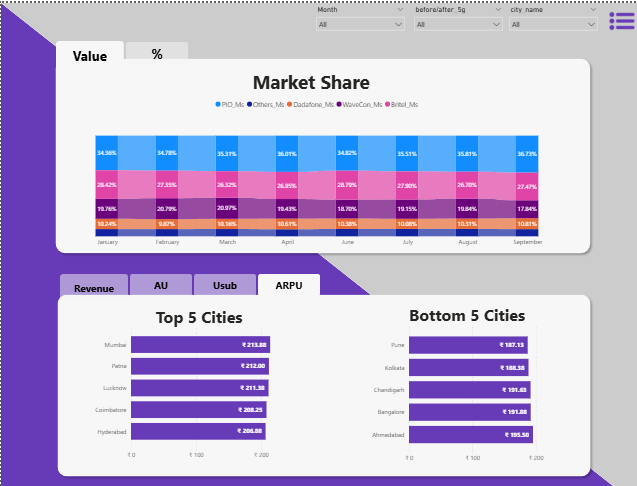 Month before/after_5g city_name
All All All
Value %
Market Share
PIO_Ms Others_Ms Dadafone_Ms WaveCon_Ms Britel_Ms
34.36% 34.78% 35.31% 36.01% 34.82% 35.51% 35.81% 36.73%
28.42% 27.35% 26.32% 26.95% 28.79% 27.90% 26.70% 27.47%
19.76% 20.79% 20.97% 19.43% 18.70% 19.15% 19.84% 17.84%
10.24% 9.87% 10.16% 10.61% 10.38% 10.08% 10.31% 10.81%
January February March April June July August September
Revenue AU Usub ARPU
Top 5 Cities
Mumbai ₹ 213.88
Patna ₹ 212.00
Lucknow ₹ 211.38
Coimbatore ₹ 208.25
Hyderabad ₹ 206.88
₹ 0 ₹ 100 ₹ 200
Bottom 5 Cities
Pune ₹ 187.13
Kolkata ₹ 188.38
Chandigarh ₹ 191.63
Bangalore ₹ 191.88
Ahmedabad ₹ 195.50
₹ 0 ₹ 100 ₹ 200